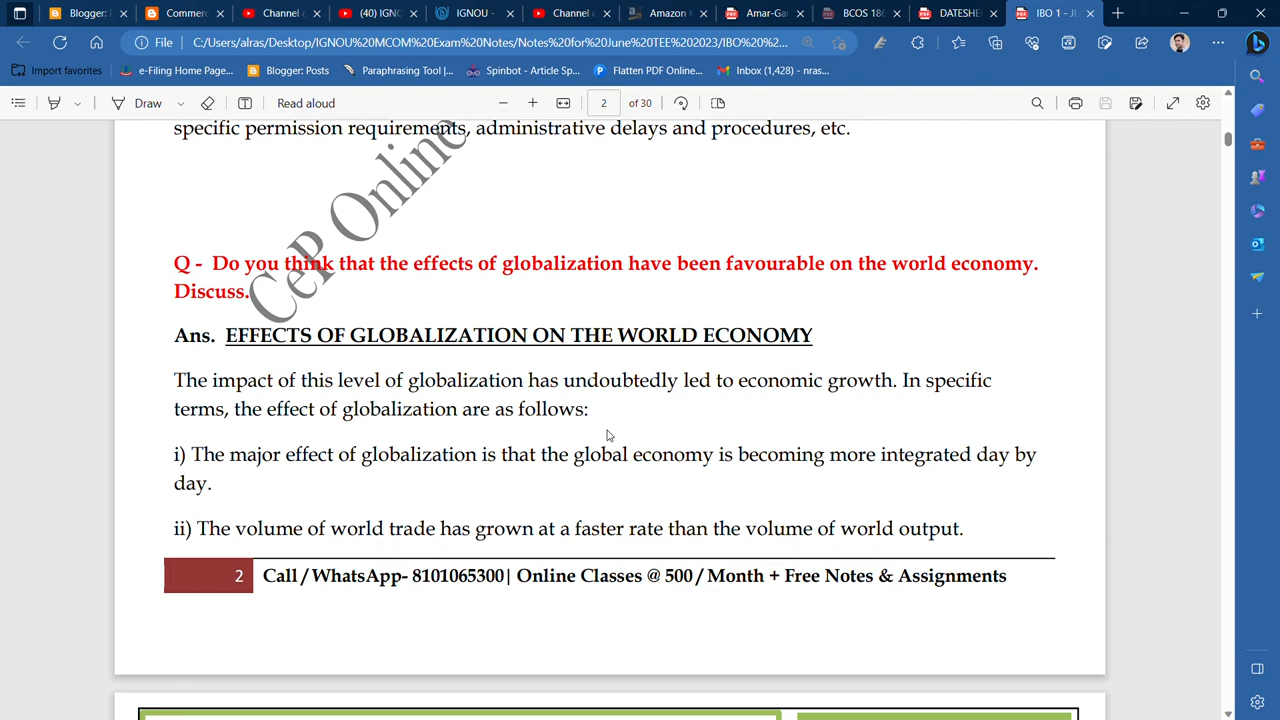 Blogger:
Commerc
Channel c
(40) IGNC
IGNOU -
Channel c
Amazon
Amar-Gar
BCOS 186
DATESHEE
IBO 1 - JU
File
C:/Users/alras/Desktop/IGNOU%20MCOM%20Exam%20Notes/Notes%20for%20June%20TEE%202023/IBO%20%2...
Import favorites
e-Filing Home Page...
Blogger: Posts
Paraphrasing Tool |...
Spinbot - Article Sp...
Flatten PDF Online...
Inbox (1,428) - nras...
Draw
Read aloud
2
of 30
specific permission requirements, administrative delays and procedures, etc.
CeP Online
Q - Do you think that the effects of globalization have been favourable on the world economy.
Discuss.
Ans. EFFECTS OF GLOBALIZATION ON THE WORLD ECONOMY
The impact of this level of globalization has undoubtedly led to economic growth. In specific
terms, the effect of globalization are as follows:
i) The major effect of globalization is that the global economy is becoming more integrated day by
day.
ii) The volume of world trade has grown at a faster rate than the volume of world output.
2
Call / WhatsApp- 8101065300| Online Classes @ 500 / Month + Free Notes & Assignments